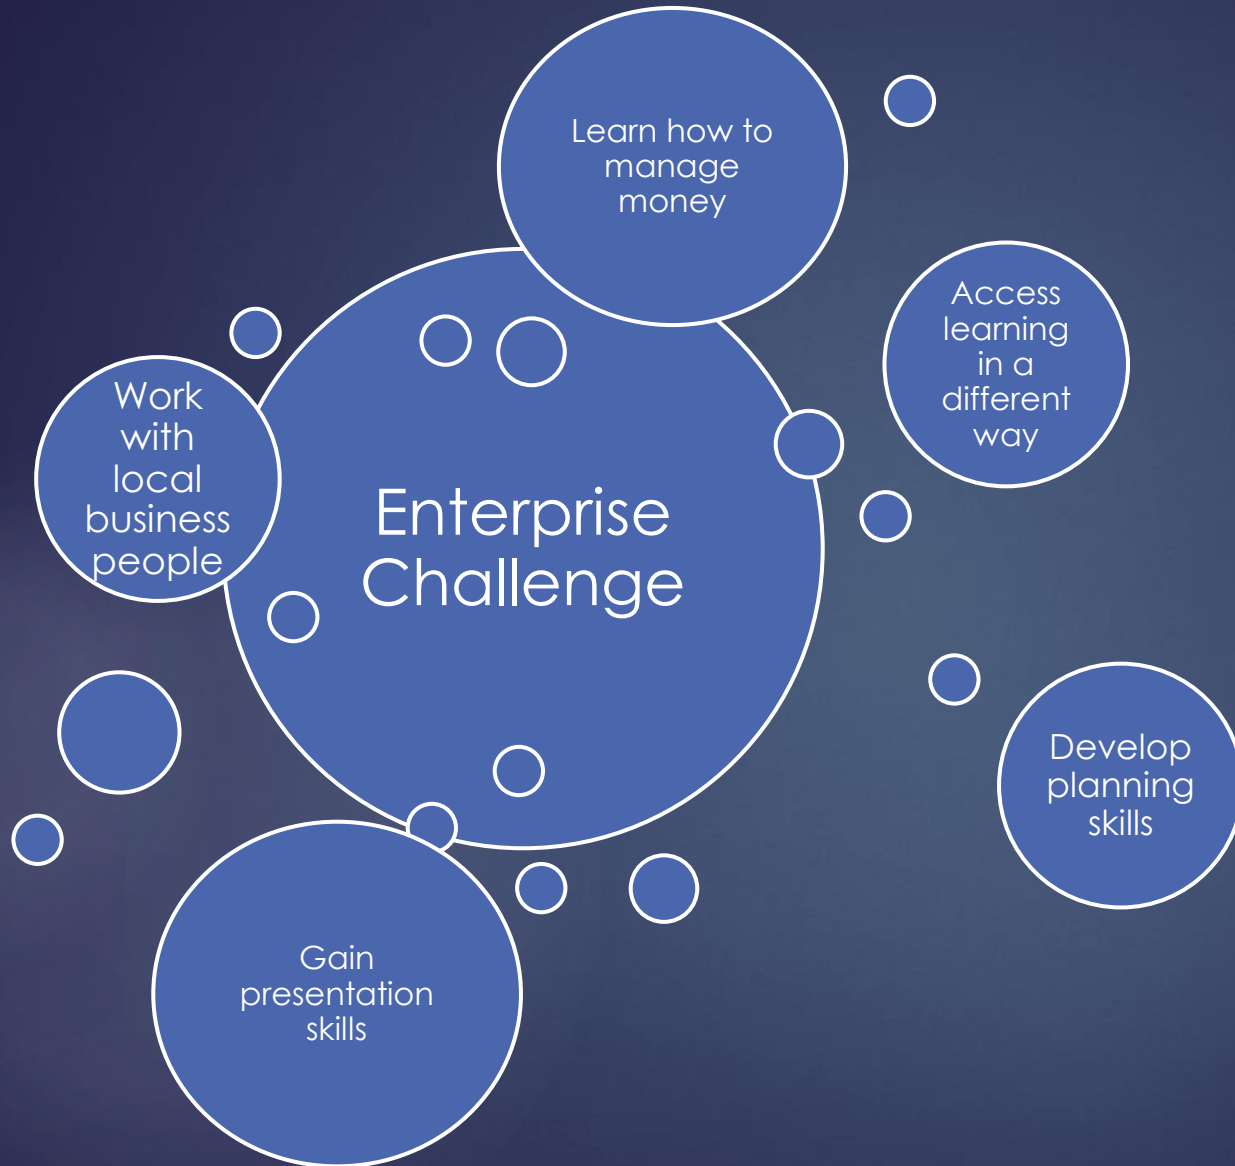 Learn how to
manage
money
Access
learning
in a
different
way
Work
with
local
business
people
Enterprise
Challenge
Develop
planning
skills
Gain
presentation
skills